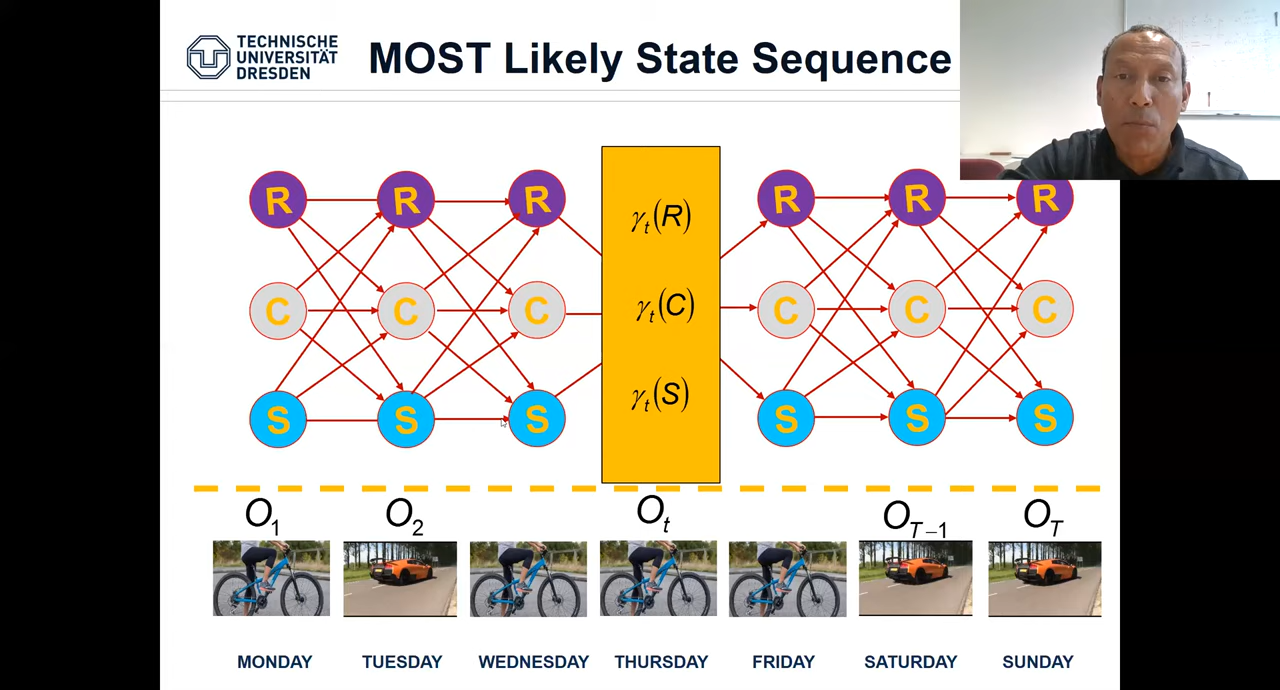 TECHNISCHE
UNIVERSITÄT
DRESDEN
MOST Likely State Sequence
R R R γt(R) R R R
C C C γt(C) C C C
S S S γt(S) S S S
O1 O2 Ot OT−1 OT
MONDAY TUESDAY WEDNESDAY THURSDAY FRIDAY SATURDAY SUNDAY